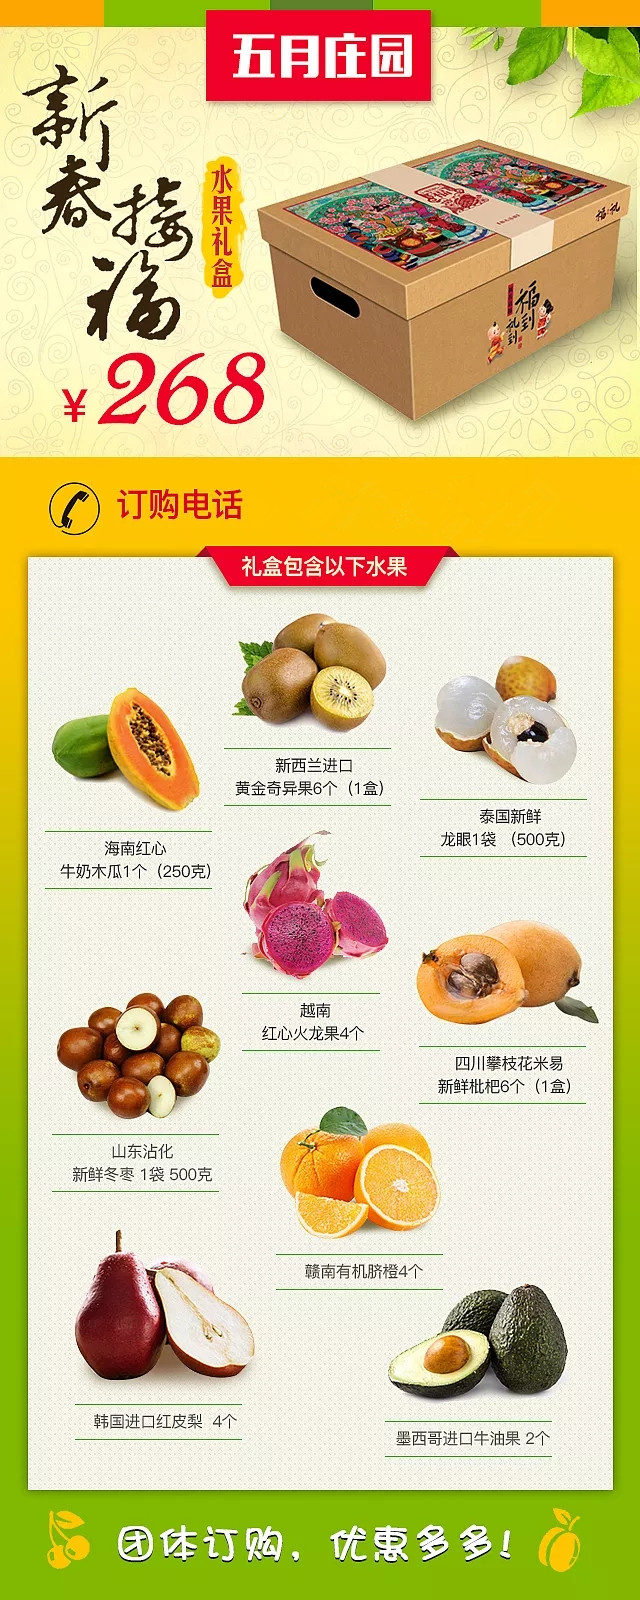 五月庄园
新春接福
水果礼盒
¥268
福·礼
福到
礼到
订购电话
礼盒包含以下水果
新西兰进口
黄金奇异果6个（1盒）
泰国新鲜
龙眼1袋 （500克）
海南红心
牛奶木瓜1个（250克）
越南
红心火龙果4个
四川攀枝花米易
新鲜枇杷6个（1盒）
山东沾化
新鲜冬枣 1袋 500克
赣南有机脐橙4个
韩国进口红皮梨 4个
墨西哥进口牛油果 2个
团体订购，优惠多多！